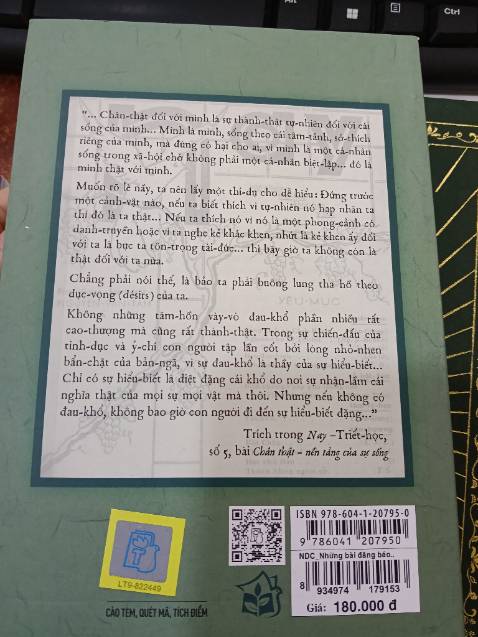 Alt
Ctrl
"... Chân-thật đối với mình là sự thành-thật tự-nhiên đối với cái
sống của mình... Mình là mình, sống theo cái tâm-tánh, sở-thích
riêng của mình, mà đừng có hại cho ai, vì mình là một cá-nhân
sống trong xã-hội chớ không phải một cá-nhân biệt-lập... đó là
mình thật với mình.
Muốn rõ lẽ nầy, ta nên lấy một thí-dụ cho dễ hiểu: Đứng trước
một cảnh-vật nào, nếu ta biết thích vì tự-nhiên nó hạp nhãn ta
thì đó là ta thật... Nếu ta thích nó vì nó là một phong-cảnh có
danh-truyền hoặc vì ta nghe kẻ khác khen, nhứt là kẻ khen ấy đối
với ta là bực ta tôn-trọng tài-đức... thì bây giờ ta không còn là
thật đối với ta nữa.
Chẳng phải nói thế, là bảo ta phải buông lung tha hồ theo
dục-vọng (désirs) của ta.
Không những tâm-hồn vày-vò đau-khổ phần nhiều rất
cao-thượng mà cũng rất thành-thật. Trong sự chiến-đấu của
tình-dục và ý-chí con người tập lần cốt bỏi lòng nhỏ-nhen
bẩn-chật của bản-ngã, vì sự đau-khổ là thầy của sự hiểu-biết...
Chỉ có sự hiểu-biết là diệt đặng cái khổ do nơi sự nhận-lầm cái
nghĩa thật của mọi sự mọi vật mà thôi. Nhưng nếu không có
đau-khổ, không bao giờ con người đi đến sự hiểu-biết đặng..."
Trích trong Nay –Triết-học,
số 5, bài Chân thật – nền tảng của sự sống
LT9-822449
CÀO TEM, QUÉT MÃ, TÍCH ĐIỂM
ISBN 978-604-1-20795-0
9 786041 207950
NDC_Những bài đăng báo..
8 934974 179153
Giá: 180.000 đ